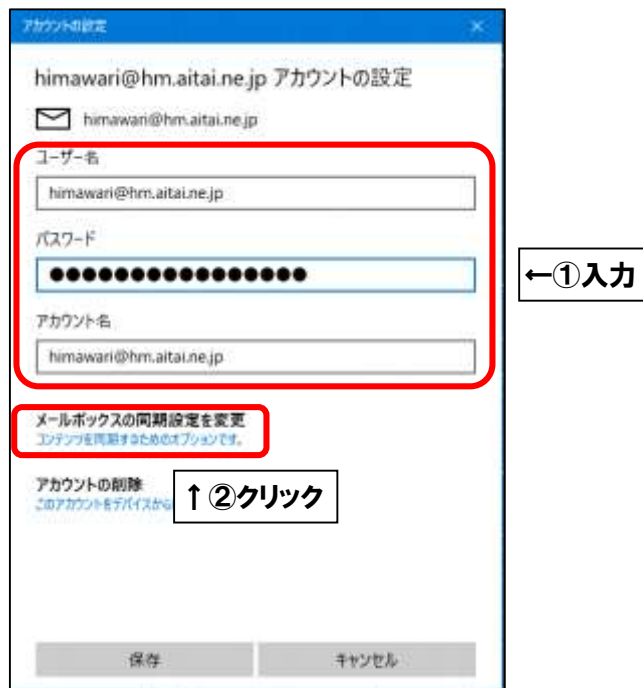 アカウントの設定
himawari@hm.aitai.ne.jp アカウントの設定
himawari@hm.aitai.ne.jp
ユーザー名
himawari@hm.aitai.ne.jp
パスワード
●●●●●●●●●●●●●●●●
←①入力
アカウント名
himawari@hm.aitai.ne.jp
メールボックスの同期設定を変更
コンテンツを同期するためのオプションです。
アカウントの削除
このアカウントをデバイスから
↑②クリック
保存
キャンセル